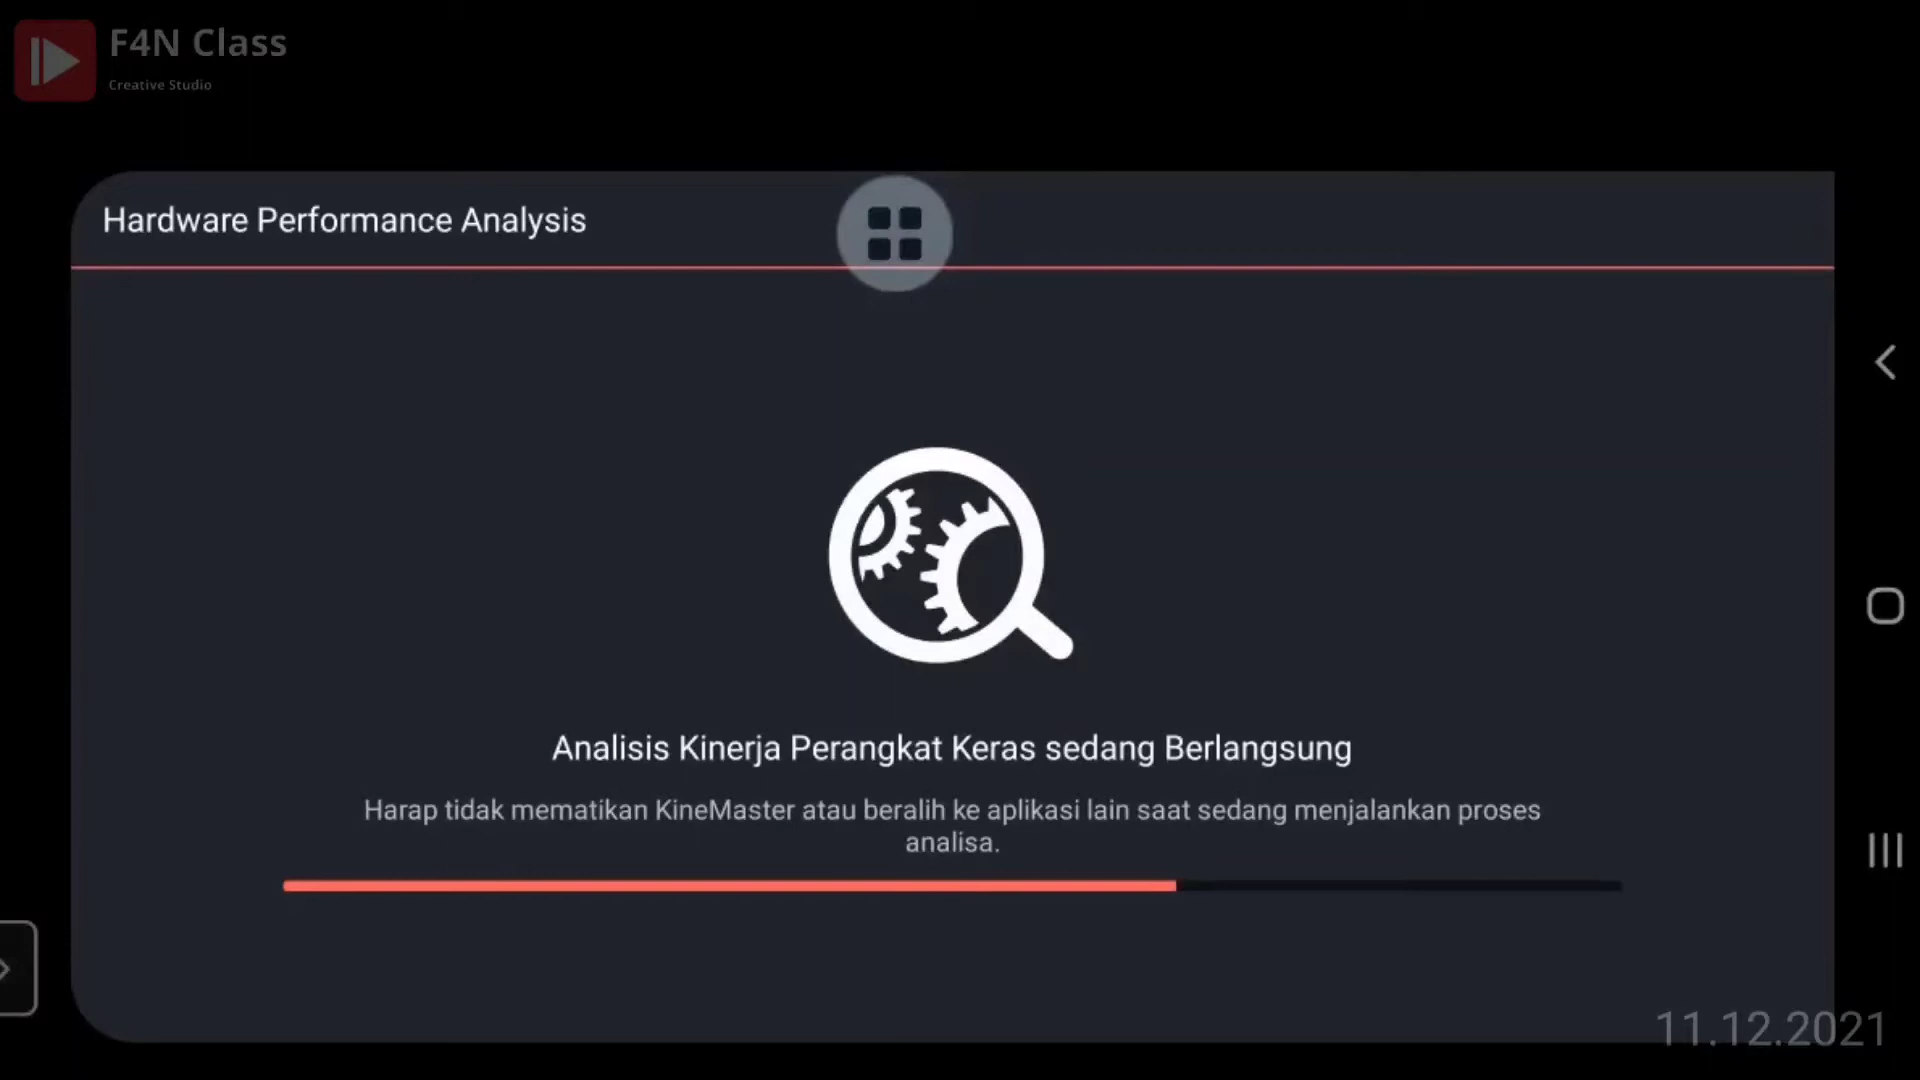 F4N Class
Creative Studio
Hardware Performance Analysis
Analisis Kinerja Perangkat Keras sedang Berlangsung
Harap tidak mematikan KineMaster atau beralih ke aplikasi lain saat sedang menjalankan proses
analisa.
11.12.2021